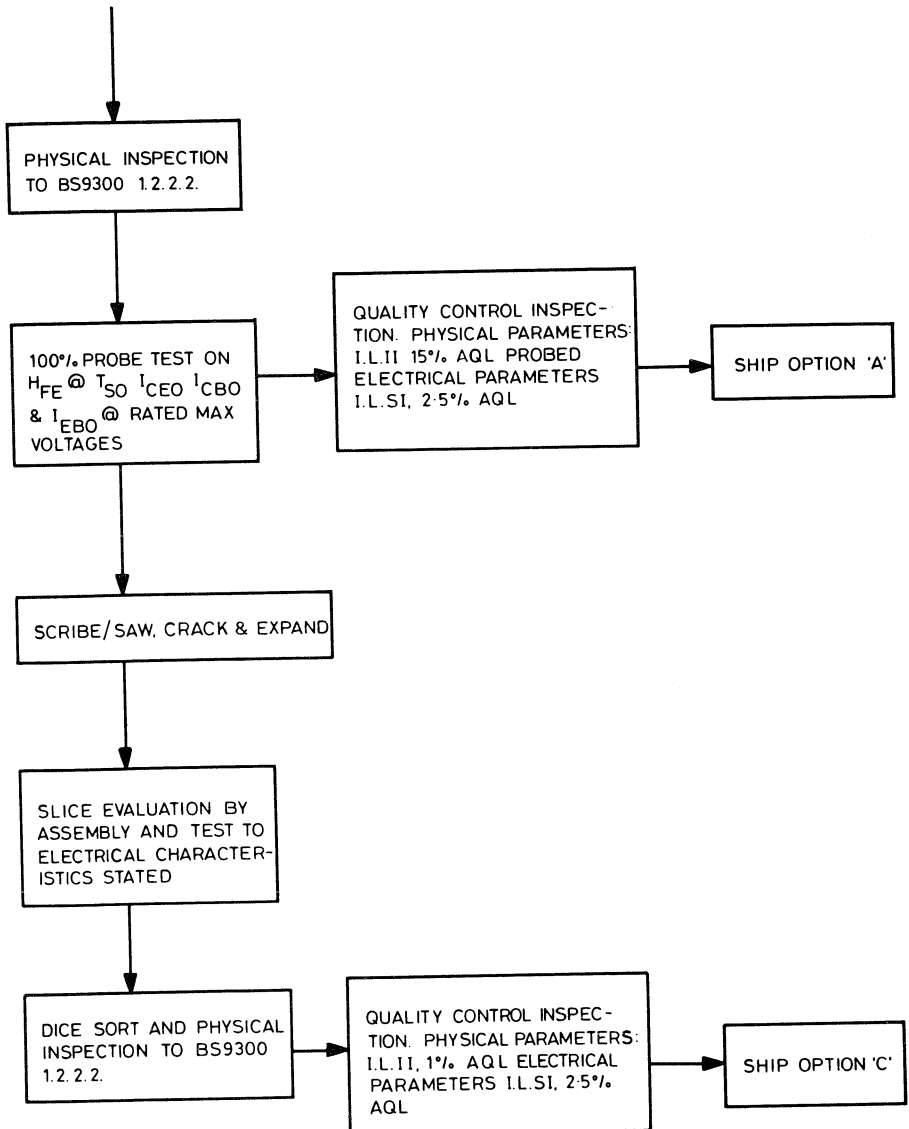 PHYSICAL INSPECTION
TO BS9300 1.2.2.2.
100% PROBE TEST ON
HFE @ TSO ICEO ICBO
& IEBO @ RATED MAX
VOLTAGES
QUALITY CONTROL INSPEC-
TION. PHYSICAL PARAMETERS:
I.L.II 15% AQL PROBED
ELECTRICAL PARAMETERS
I.L.SI, 2·5% AQL
SHIP OPTION 'A'
SCRIBE/SAW, CRACK & EXPAND
SLICE EVALUATION BY
ASSEMBLY AND TEST TO
ELECTRICAL CHARACTER-
ISTICS STATED
DICE SORT AND PHYSICAL
INSPECTION TO BS9300
1.2.2.2.
QUALITY CONTROL INSPEC-
TION. PHYSICAL PARAMETERS:
I.L.II, 1% AQL ELECTRICAL
PARAMETERS I.L.SI, 2·5%
AQL
SHIP OPTION 'C'